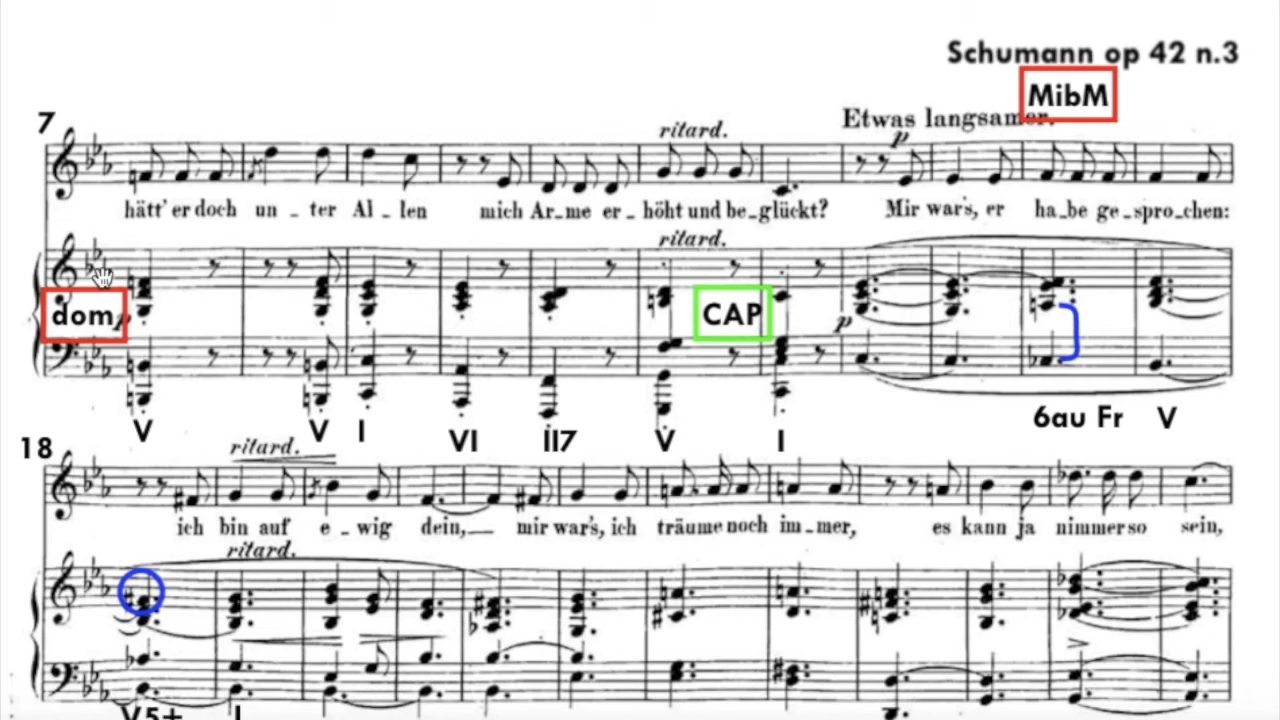 Schumann op 42 n.3
MibM
7
ritard.
Etwas langsamer.
p
hätt' er doch un - ter Al - len mich Ar - me er - höht und be - glückt? Mir war's, er ha - be ge - spro - chen:
ritard.
dom
p
CAP
p
V V I VI II7 V I 6au Fr V
18
ritard.
ich bin auf e - wig dein, mir war's, ich träume noch im - mer, es kann ja nimmer so sein,
ritard.
V5+ I